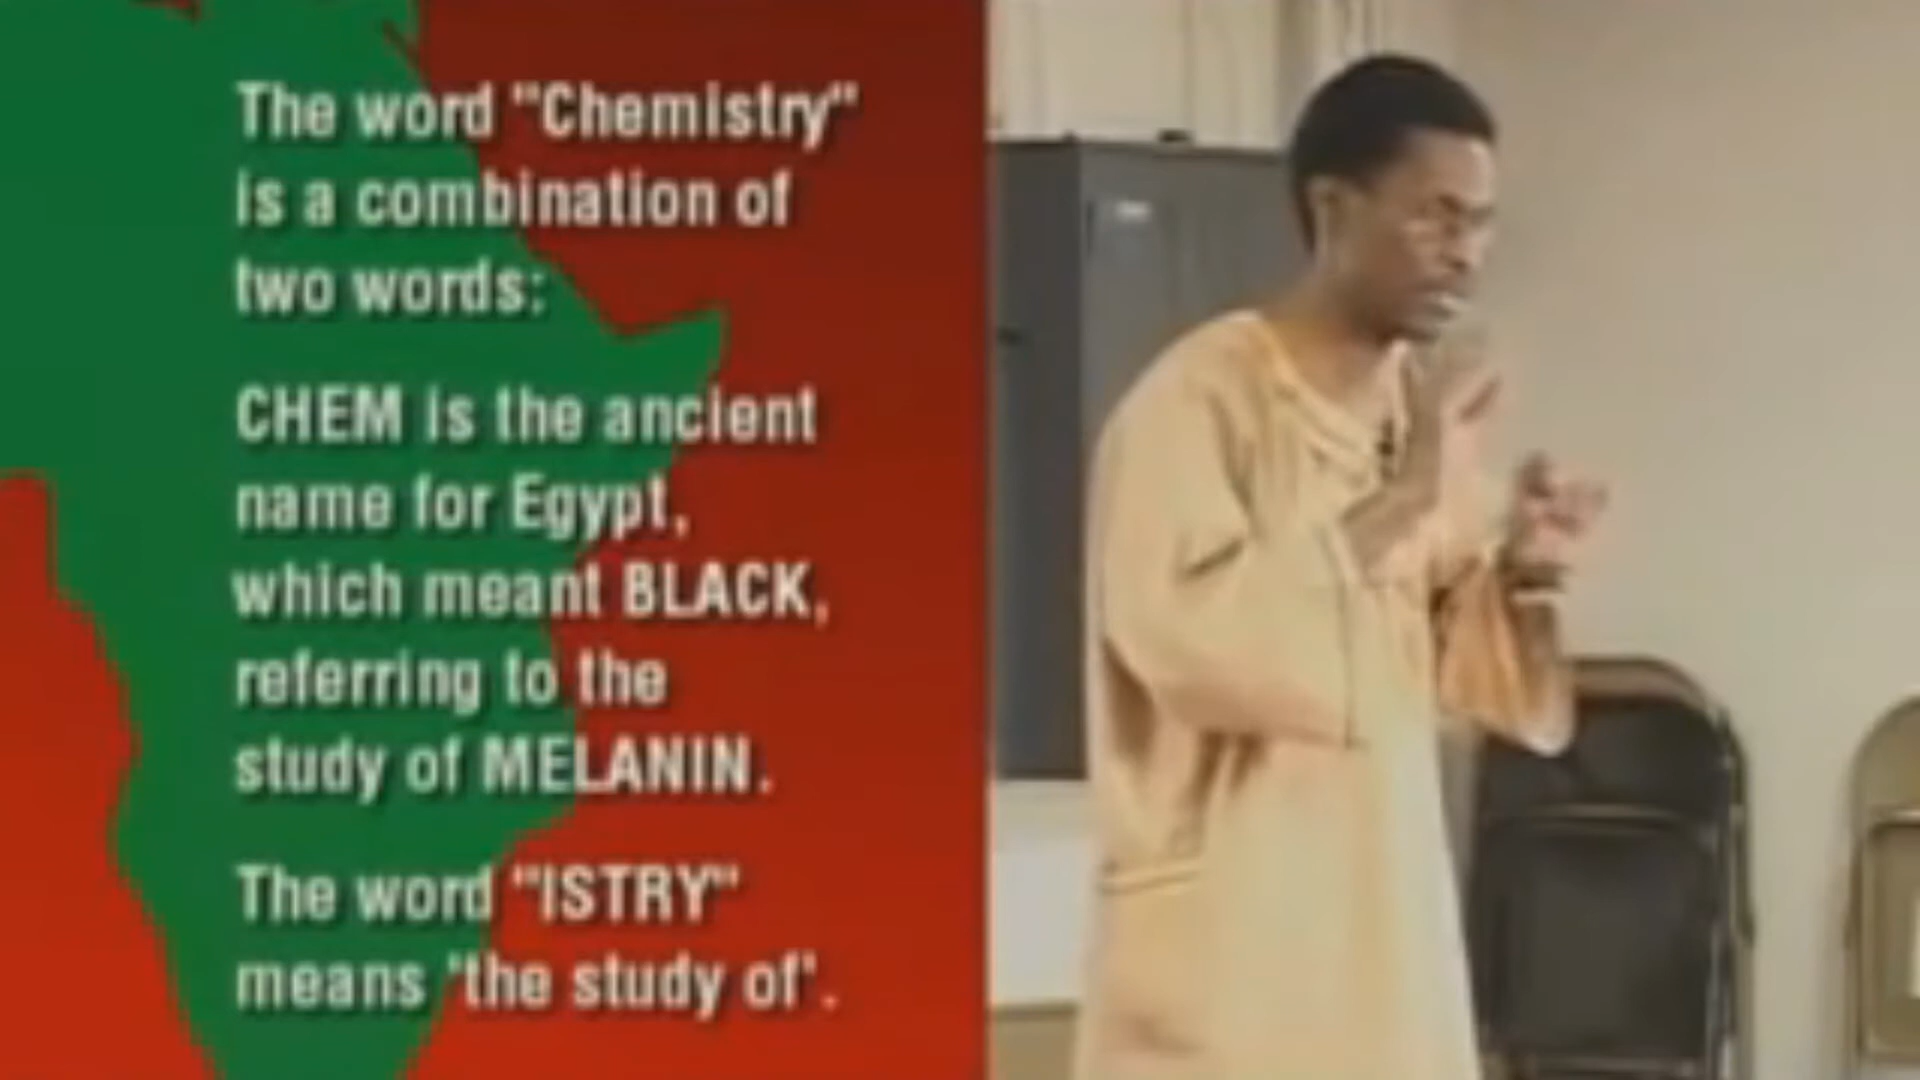 The word "Chemistry"
is a combination of
two words:
CHEM is the ancient
name for Egypt,
which meant BLACK,
referring to the
study of MELANIN.
The word "ISTRY"
means 'the study of'.